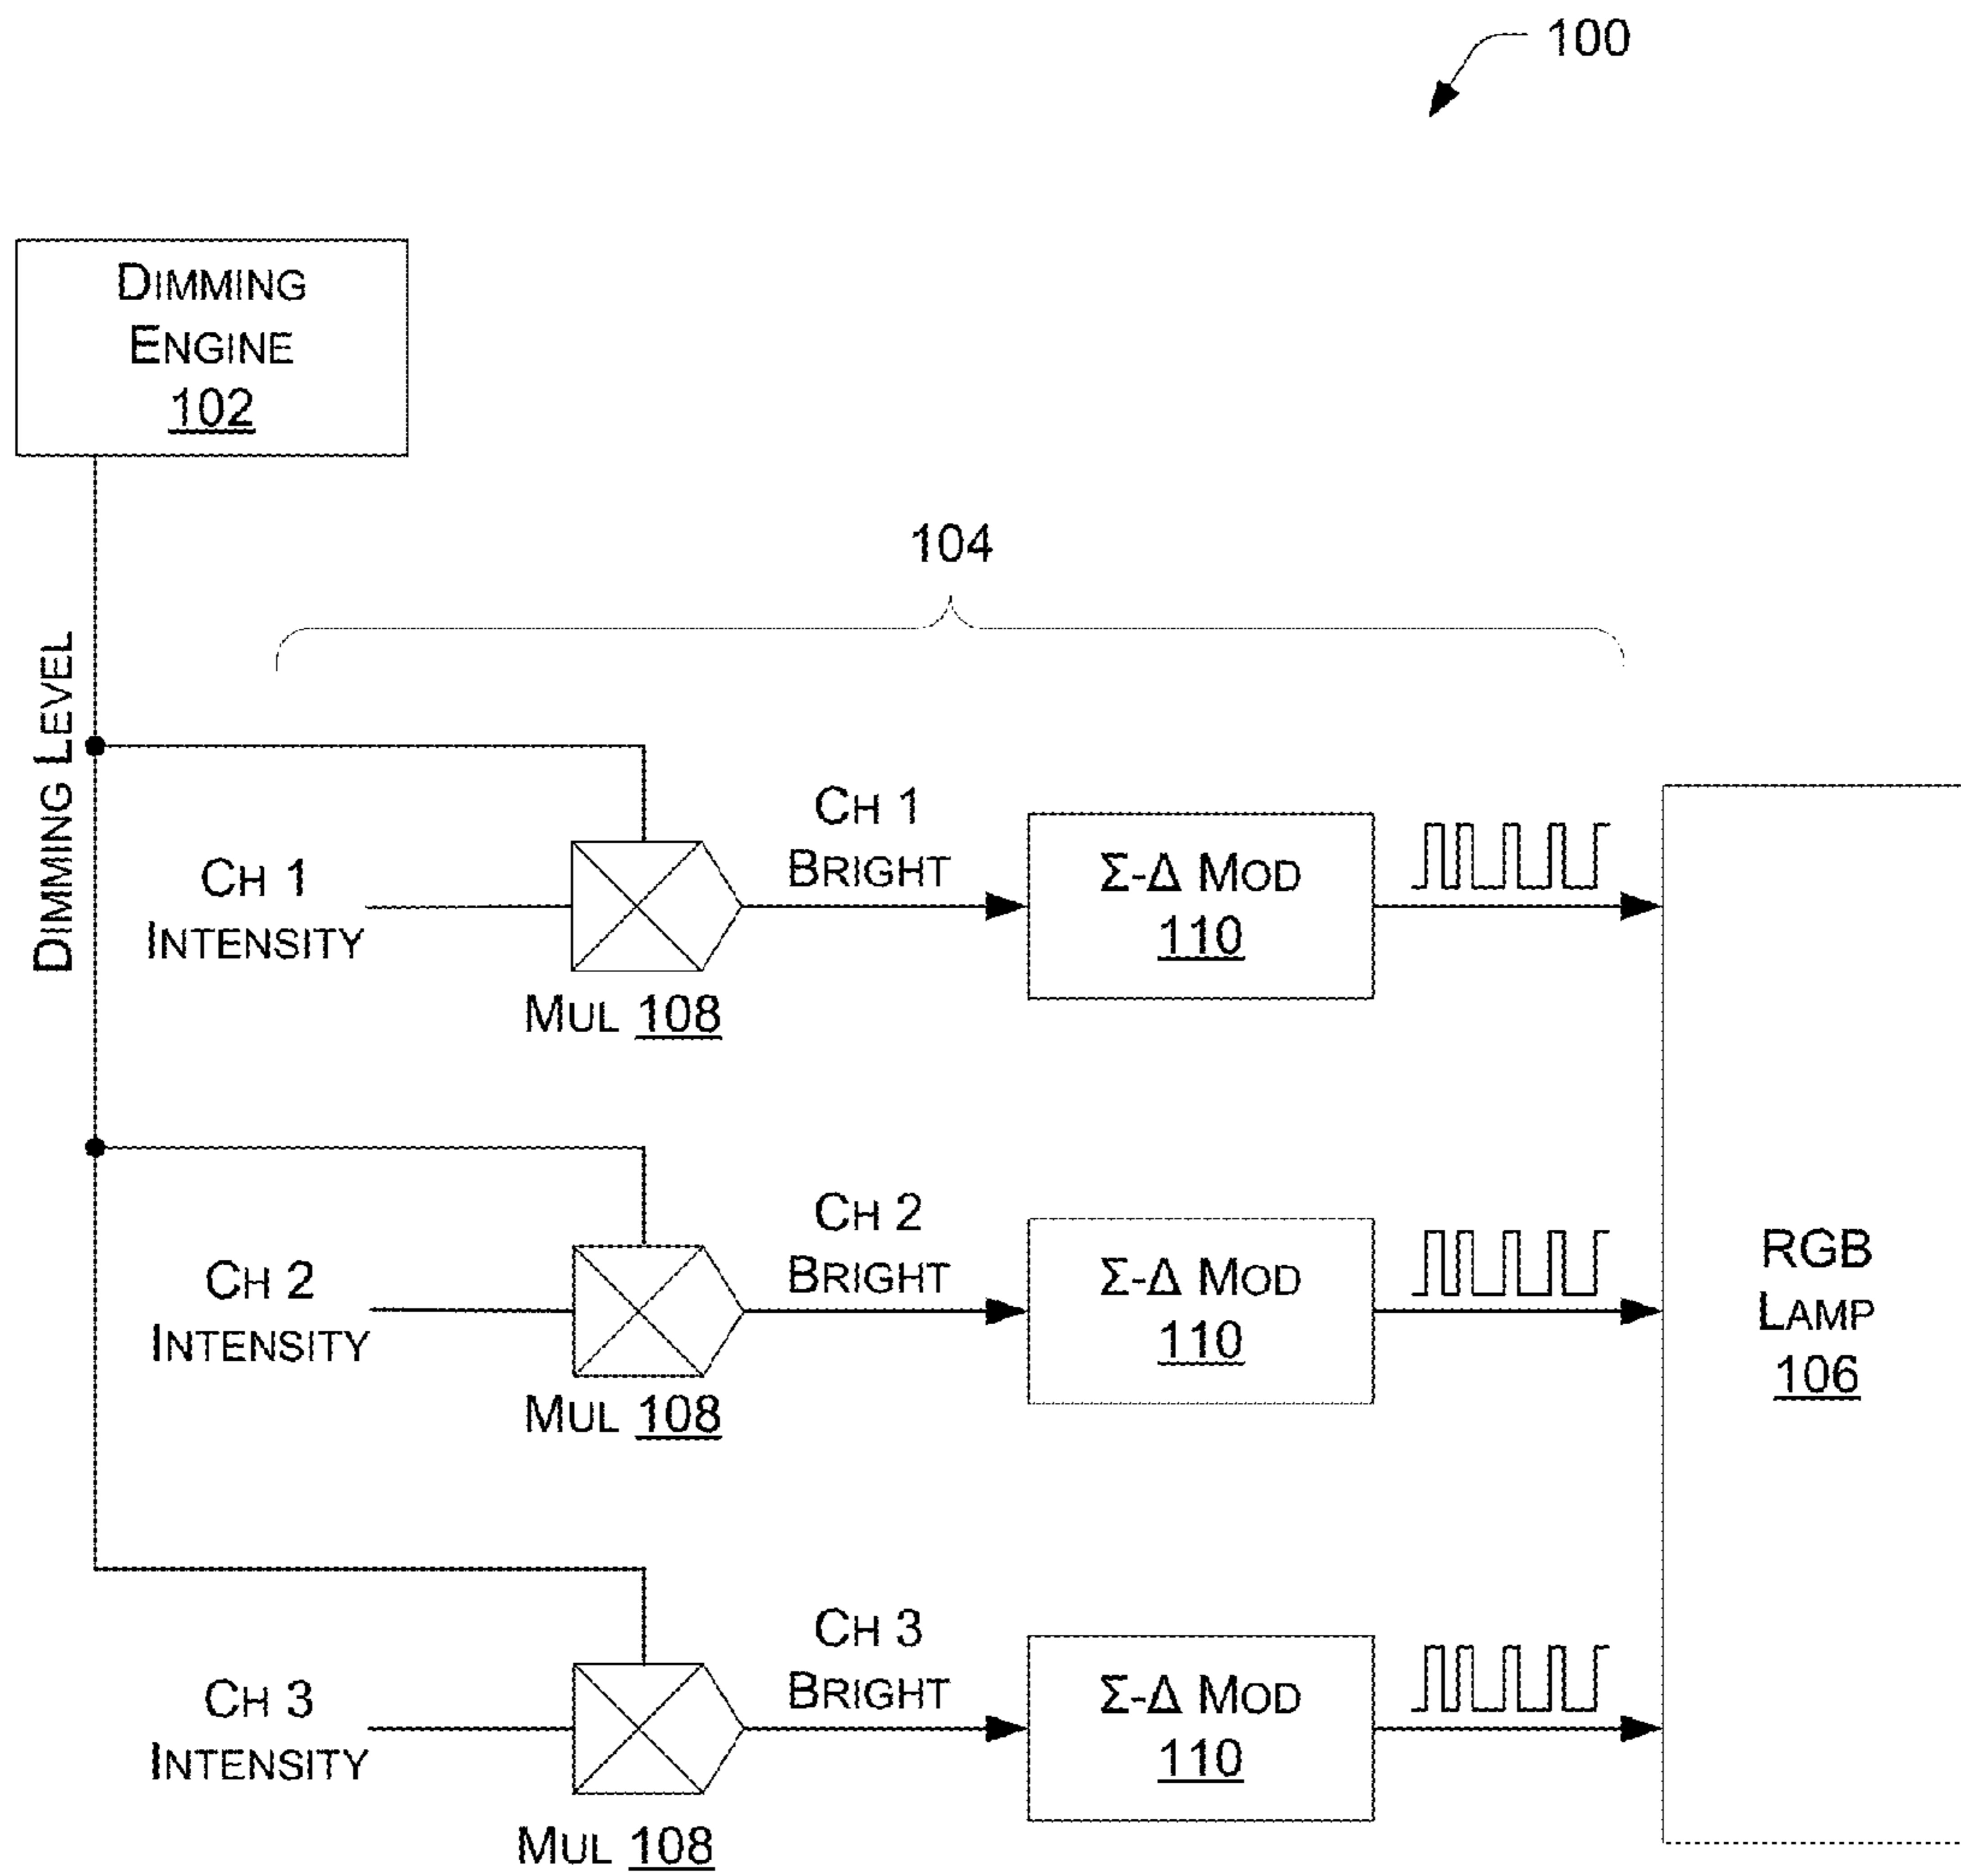 100
DIMMING
ENGINE
102
104
DIMMING LEVEL
CH 1
INTENSITY
MUL 108
CH 1
BRIGHT
Σ-Δ MOD
110
CH 2
INTENSITY
MUL 108
CH 2
BRIGHT
Σ-Δ MOD
110
RGB
LAMP
106
CH 3
INTENSITY
MUL 108
CH 3
BRIGHT
Σ-Δ MOD
110